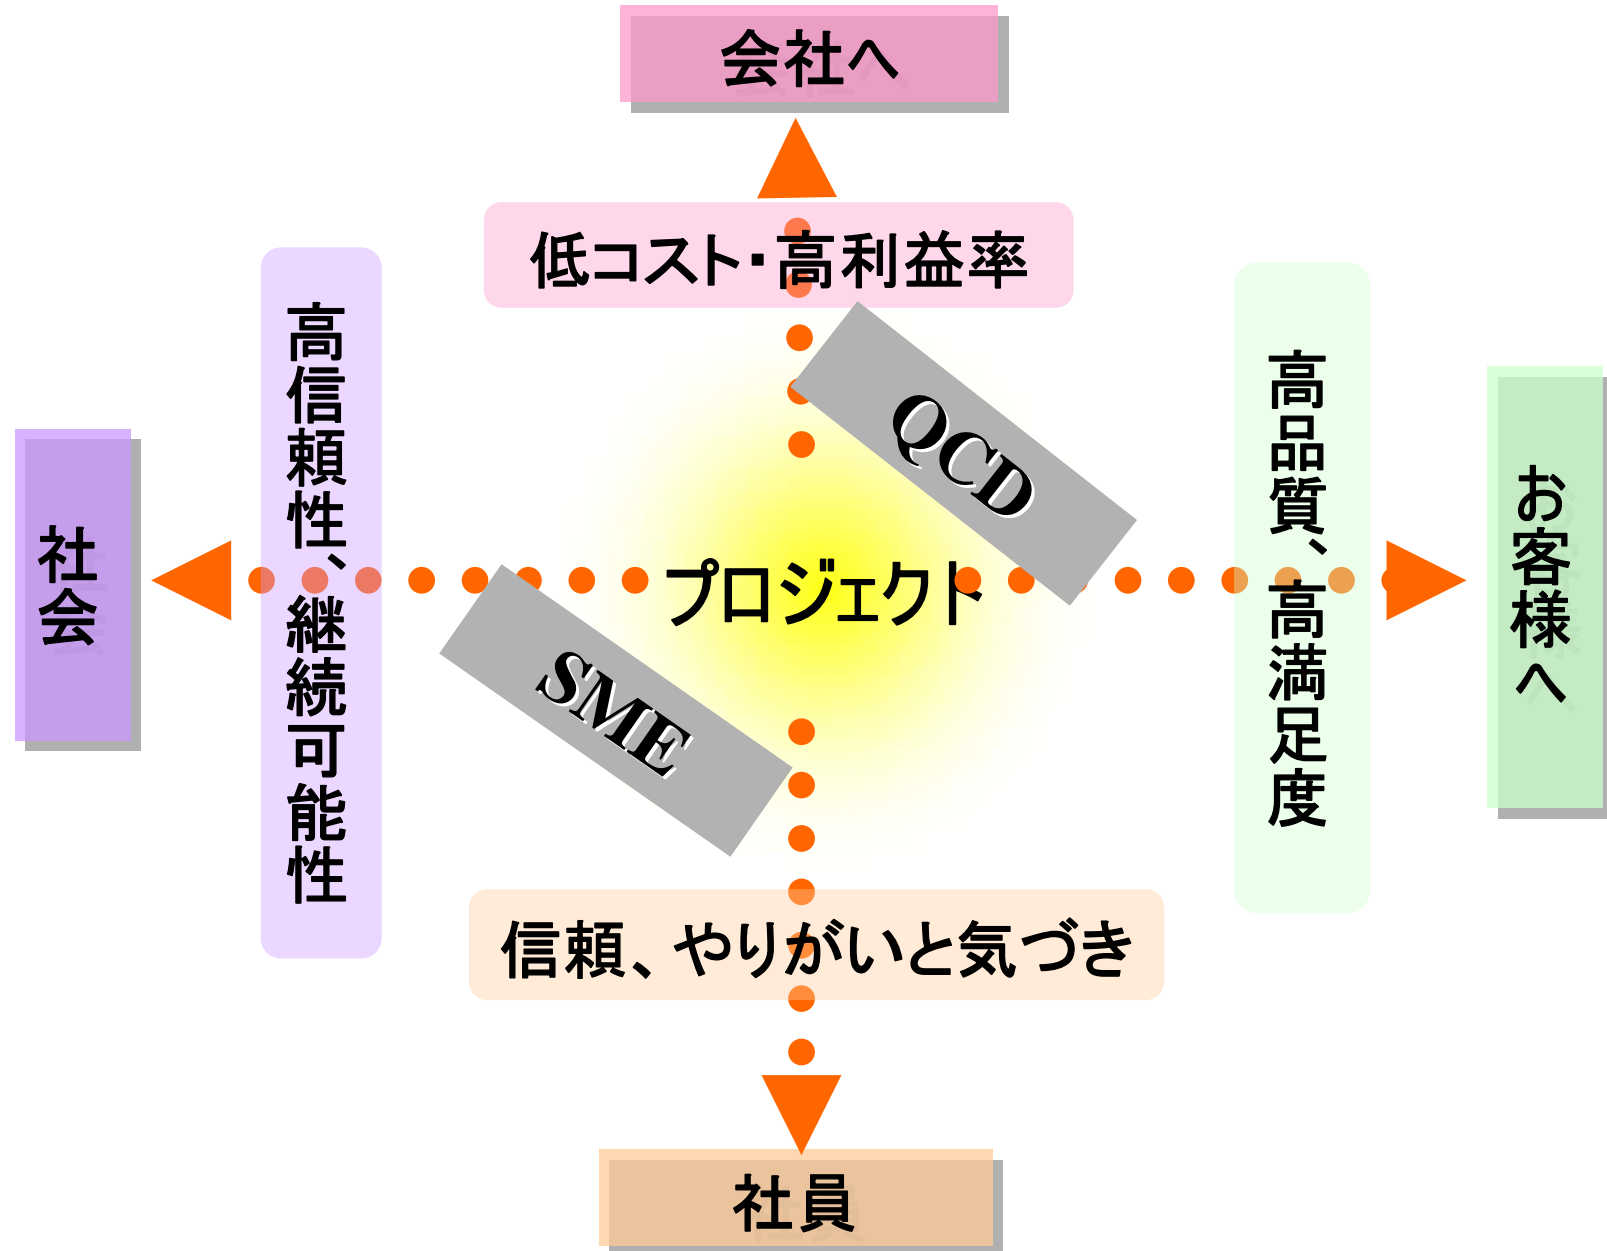 会社へ
低コスト・高利益率
高信頼性、継続可能性
社会
QCD
プロジェクト
SME
高品質、高満足度
お客様へ
信頼、やりがいと気づき
社員